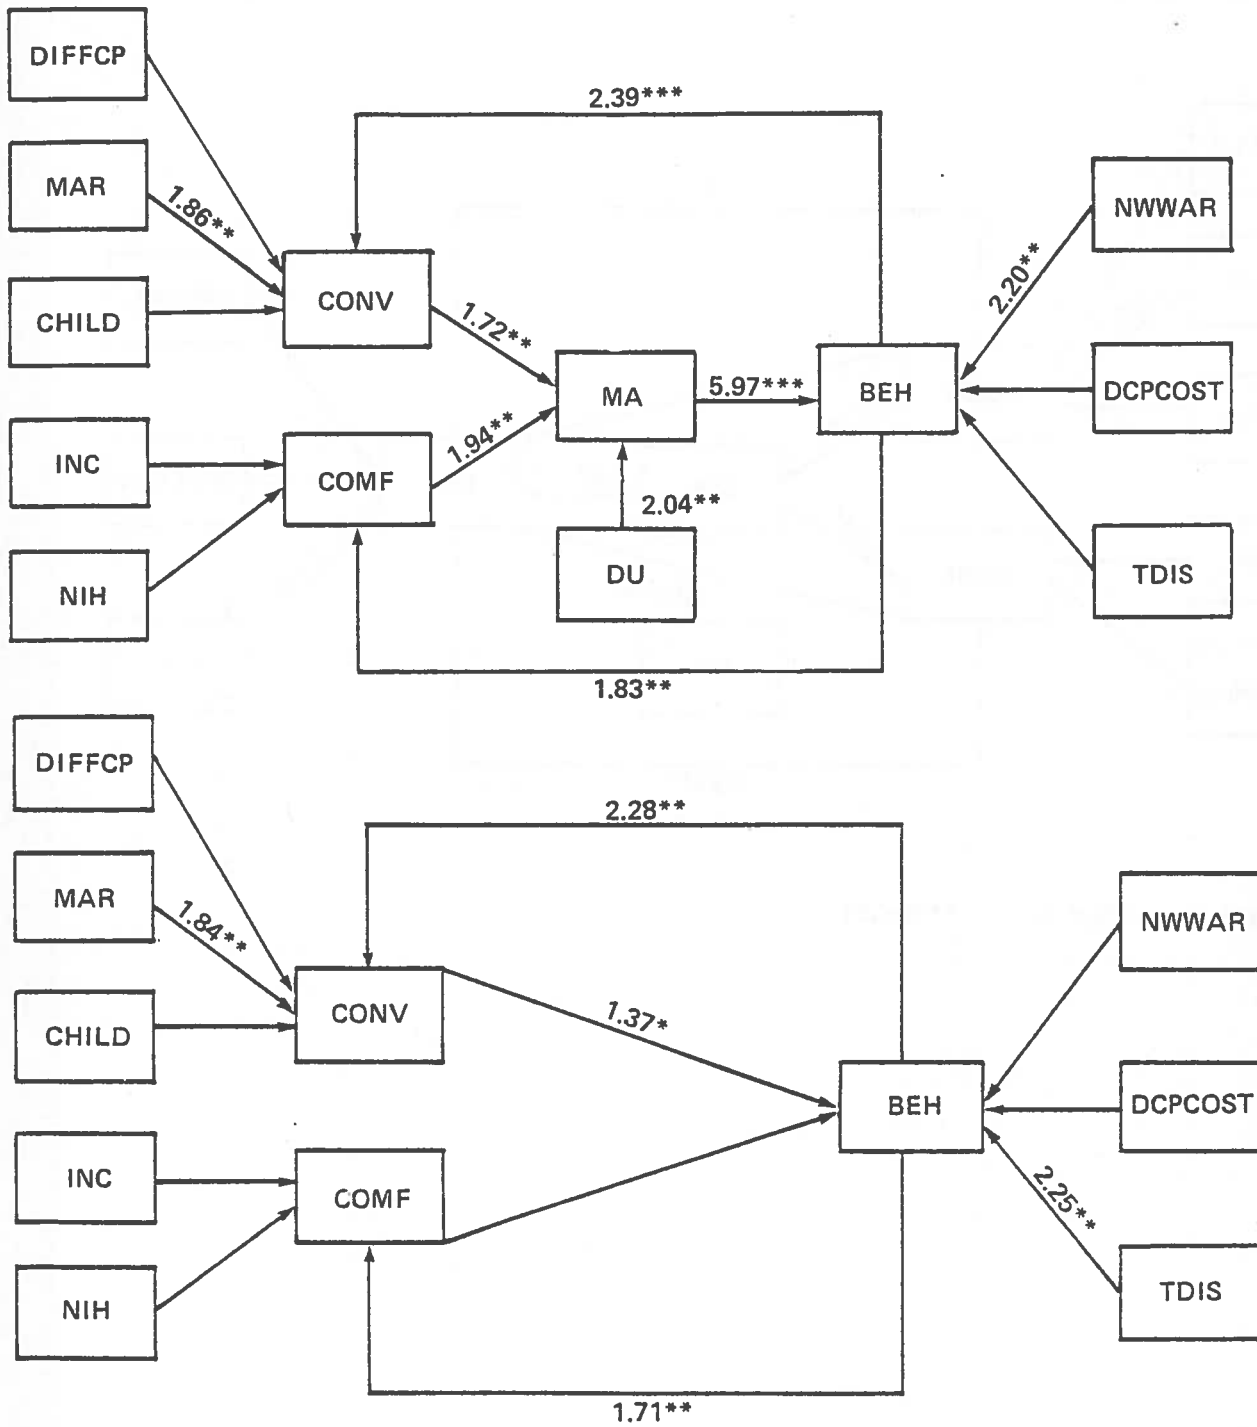 DIFFCP
2.39***
MAR
1.86**
NWWAR
2.20**
CONV
CHILD
1.72**
MA
5.97***
BEH
DCPCOST
1.94**
INC
COMF
2.04**
DU
TDIS
NIH
1.83**
DIFFCP
2.28**
MAR
1.84**
NWWAR
CONV
1.37*
CHILD
BEH
DCPCOST
INC
COMF
2.25**
TDIS
NIH
1.71**